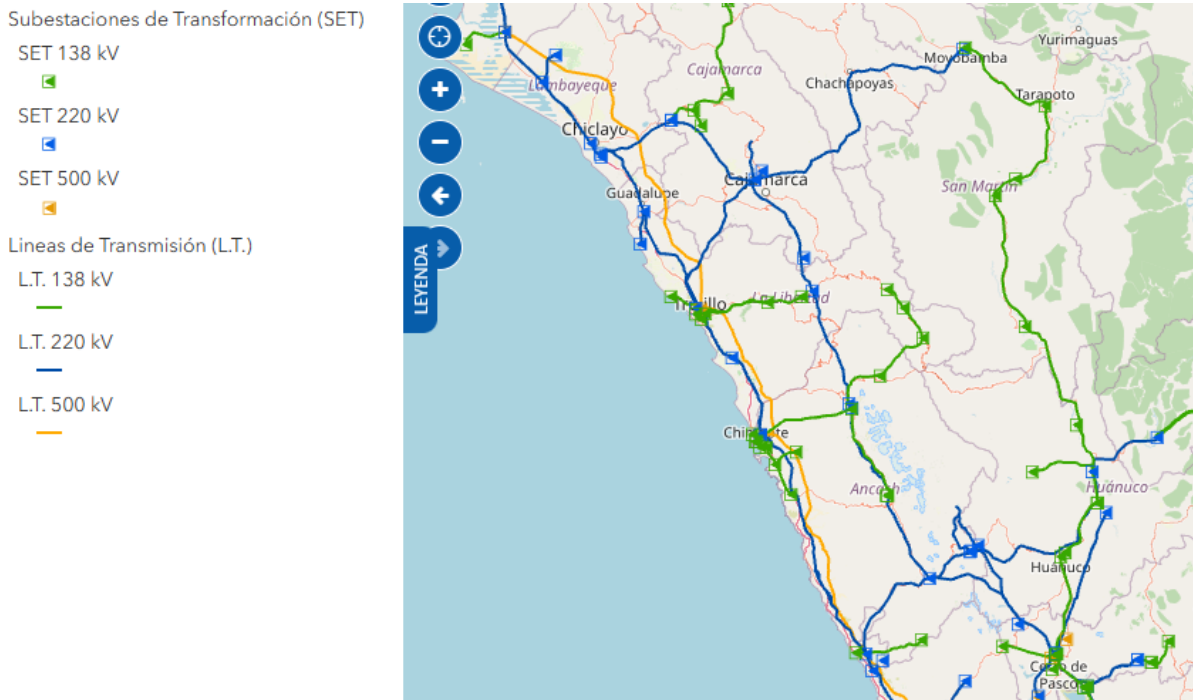 Subestaciones de Transformación (SET)
SET 138 kV
SET 220 kV
SET 500 kV
Lineas de Transmisión (L.T.)
L.T. 138 kV
L.T. 220 kV
L.T. 500 kV
LEYENDA
Yurimaguas
Moyobamba
Cajamarca
Chachapoyas
Lambayeque
Tarapoto
Chiclayo
Cajamarca
San Martín
Guadalupe
Trujillo
La Libertad
Chimbote
Ancash
Huánuco
Huánuco
Cerro de
Pasco